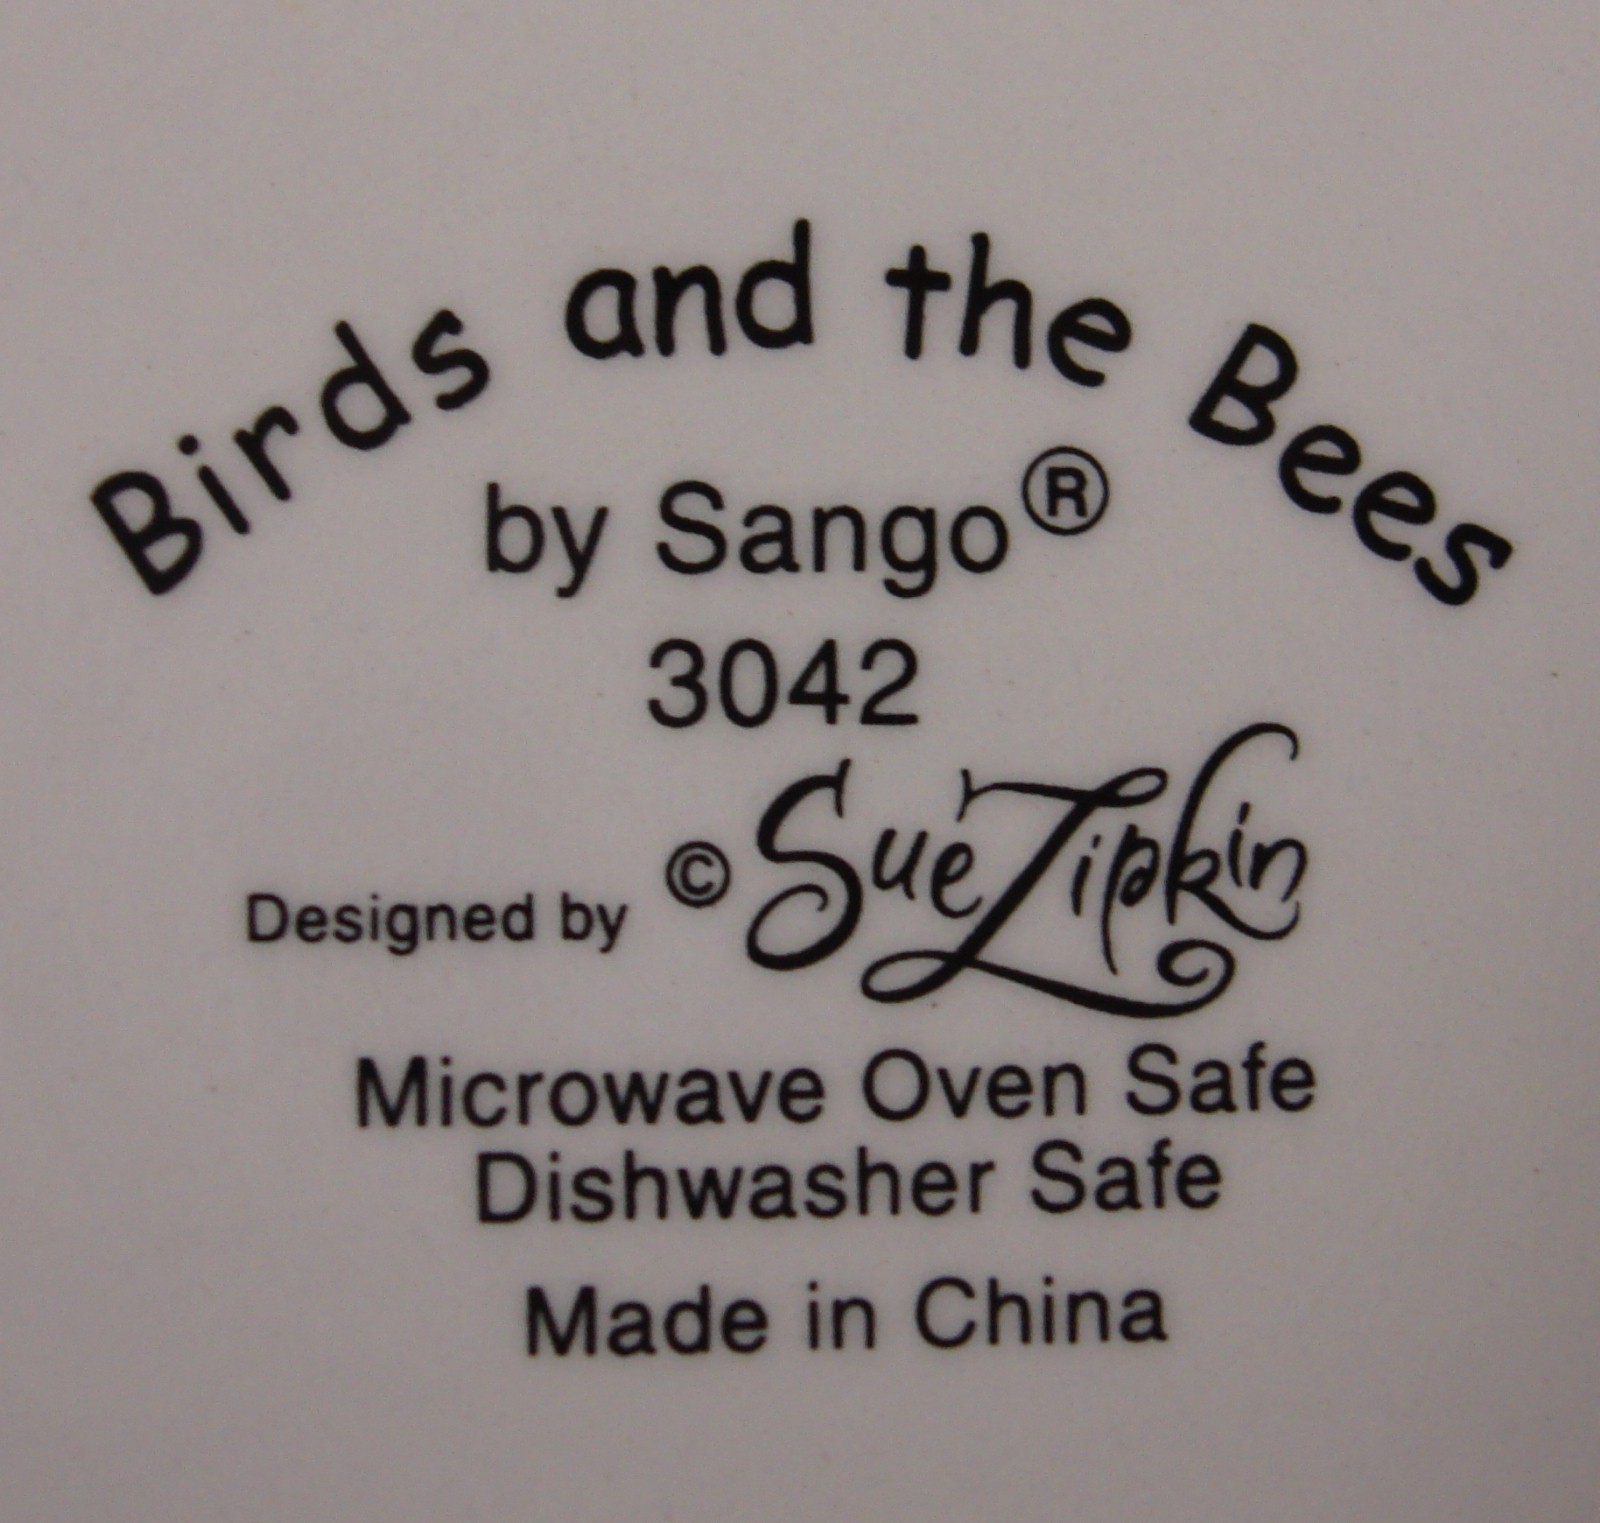 Birds and the Bees
by Sango®
3042
Designed by © Sue Zipkin
Microwave Oven Safe
Dishwasher Safe
Made in China